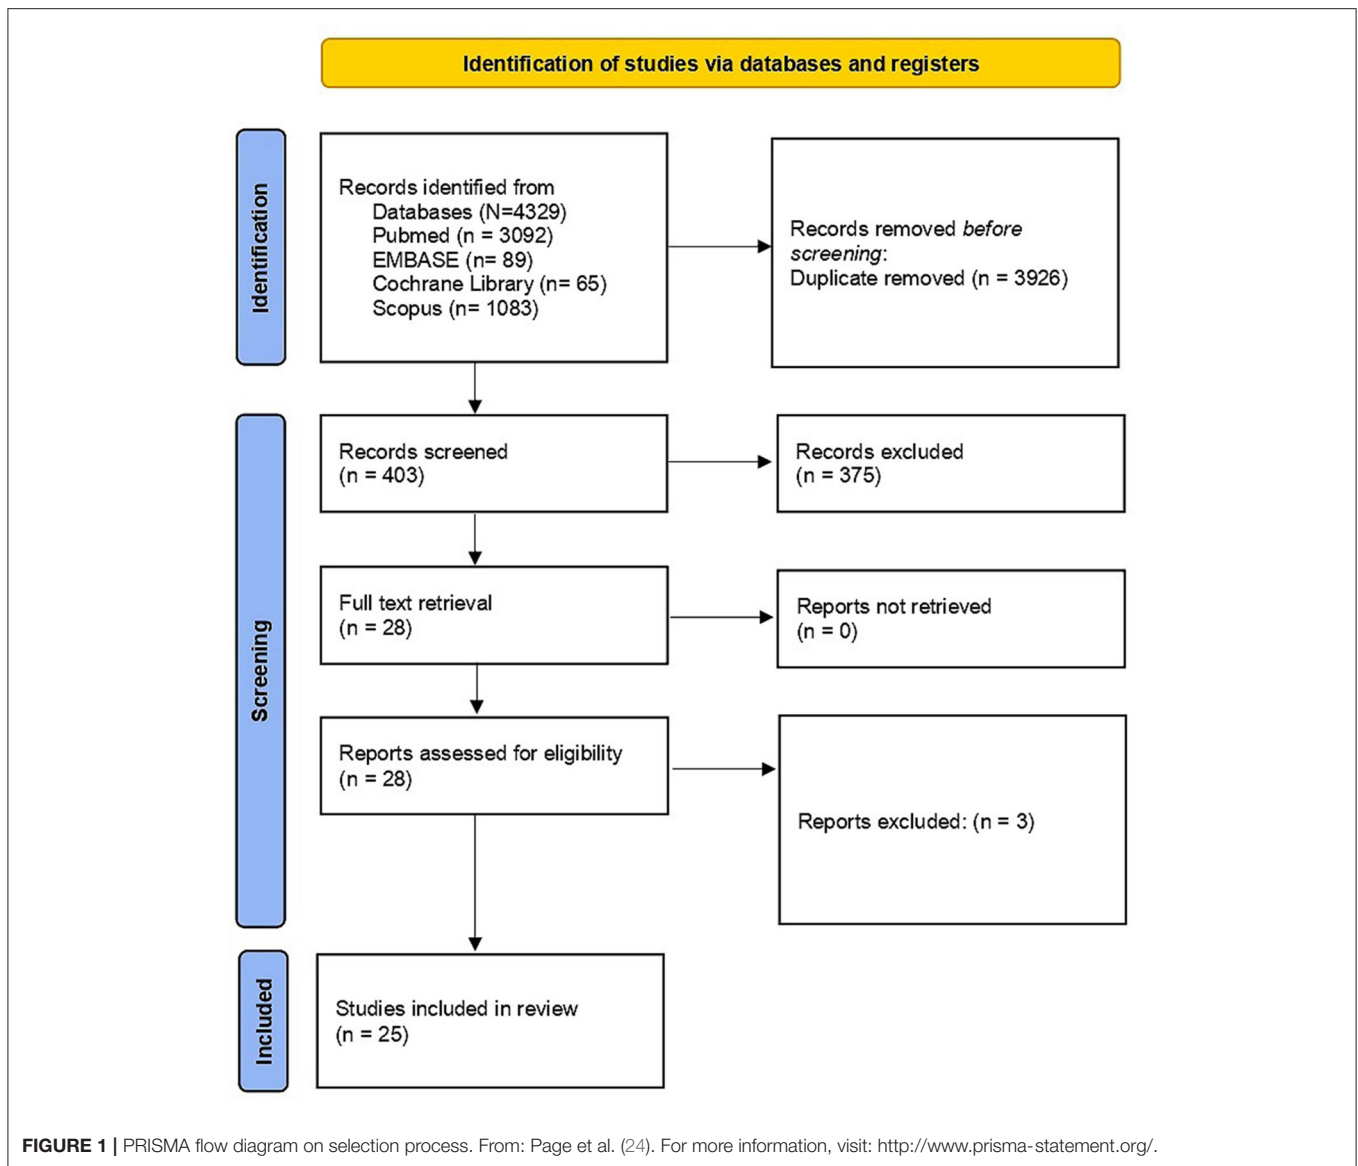 Identification of studies via databases and registers
Identification
Records identified from
Databases (N=4329)
Pubmed (n = 3092)
EMBASE (n= 89)
Cochrane Library (n= 65)
Scopus (n= 1083)
Records removed before
screening:
Duplicate removed (n = 3926)
Screening
Records screened
(n = 403)
Records excluded
(n = 375)
Full text retrieval
(n = 28)
Reports not retrieved
(n = 0)
Reports assessed for eligibility
(n = 28)
Reports excluded: (n = 3)
Included
Studies included in review
(n = 25)
FIGURE 1 | PRISMA flow diagram on selection process. From: Page et al. (24). For more information, visit: http://www.prisma-statement.org/.